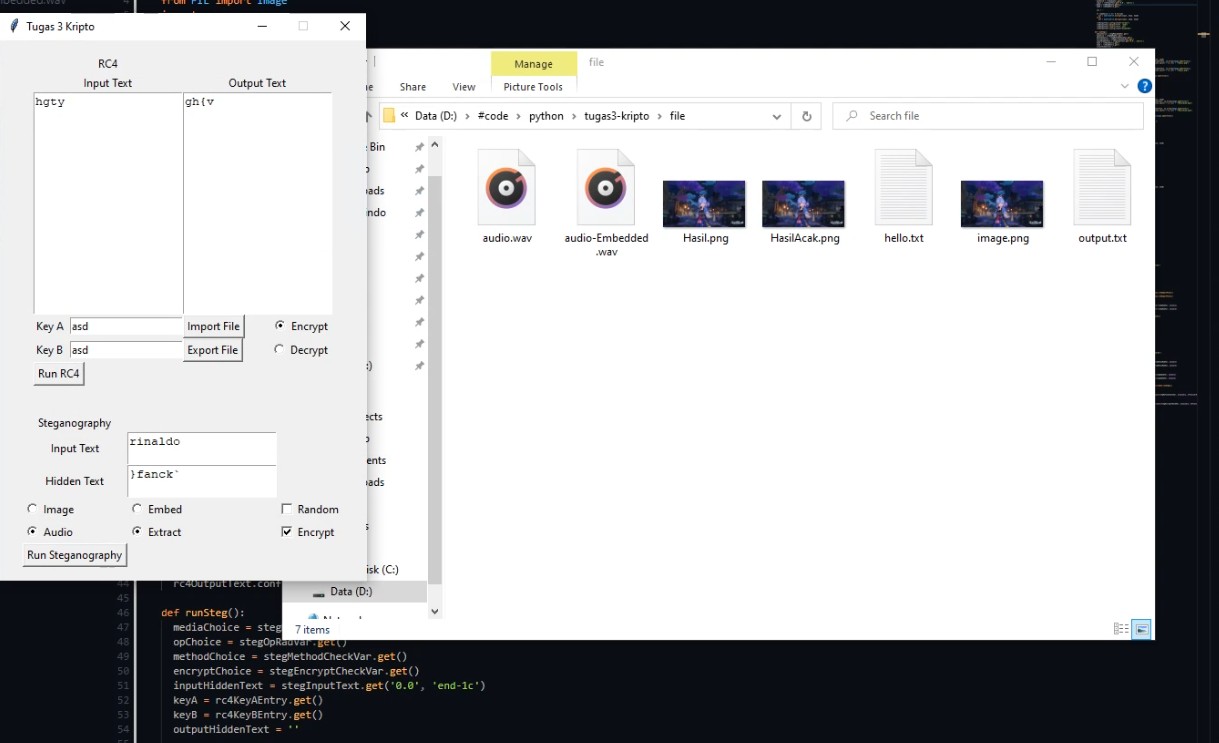 bedded.wav
from PIL import Image
Tugas 3 Kripto
RC4
Input Text Output Text
hgty gh{v
Key A asd Import File Encrypt
Key B asd Export File Decrypt
Run RC4
Steganography
Input Text rinaldo
Hidden Text }fanck`
Image Embed Random
Audio Extract Encrypt
Run Steganography
Manage file
Share View Picture Tools
« Data (D:) > #code > python > tugas3-kripto > file
Search file
Bin
ads
indo
ects
ents
ads
isk (C:)
Data (D:)
7 items
audio.wav
audio-Embedded
.wav
Hasil.png
HasilAcak.png
hello.txt
image.png
output.txt
44 rc4OutputText.conf
45
46 def runSteg():
47 mediaChoice = steg
48 opChoice = stegOpRadVar.get()
49 methodChoice = stegMethodCheckVar.get()
50 encryptChoice = stegEncryptCheckVar.get()
51 inputHiddenText = stegInputText.get('0.0', 'end-1c')
52 keyA = rc4KeyAEntry.get()
53 keyB = rc4KeyBEntry.get()
54 outputHiddenText = ''